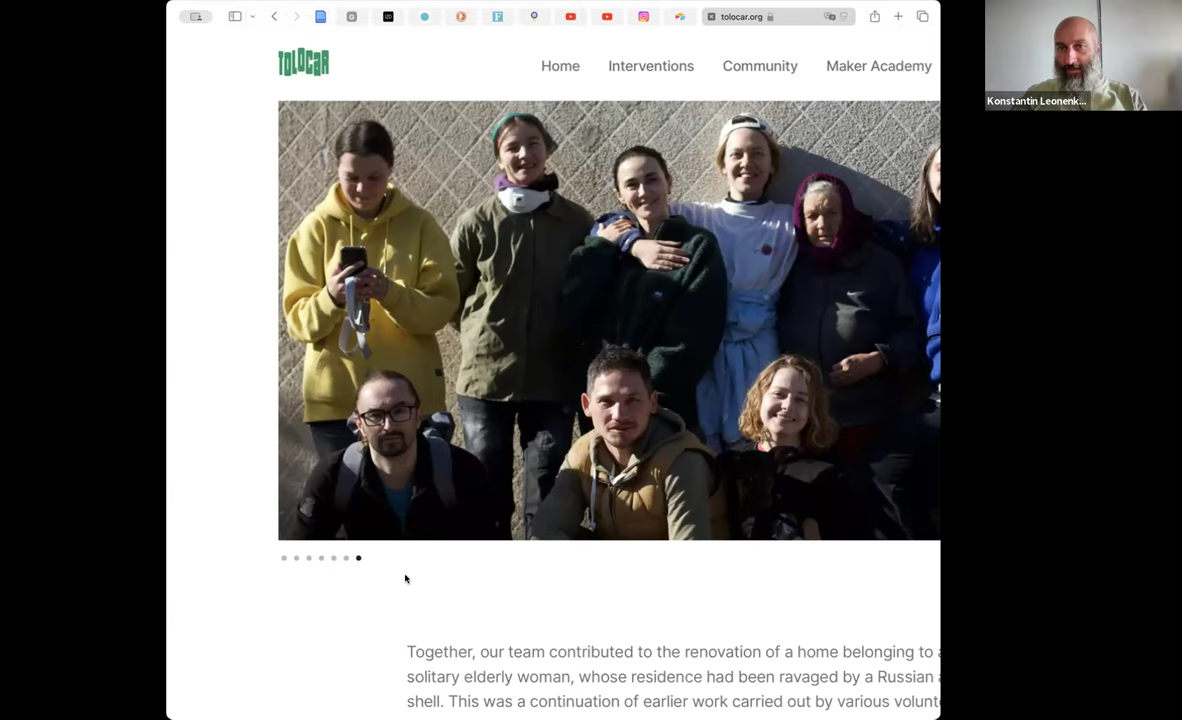 tolocar.org
TOLOCAR
Home Interventions Community Maker Academy
Konstantin Leonenk...
Together, our team contributed to the renovation of a home belonging to
solitary elderly woman, whose residence had been ravaged by a Russian
shell. This was a continuation of earlier work carried out by various